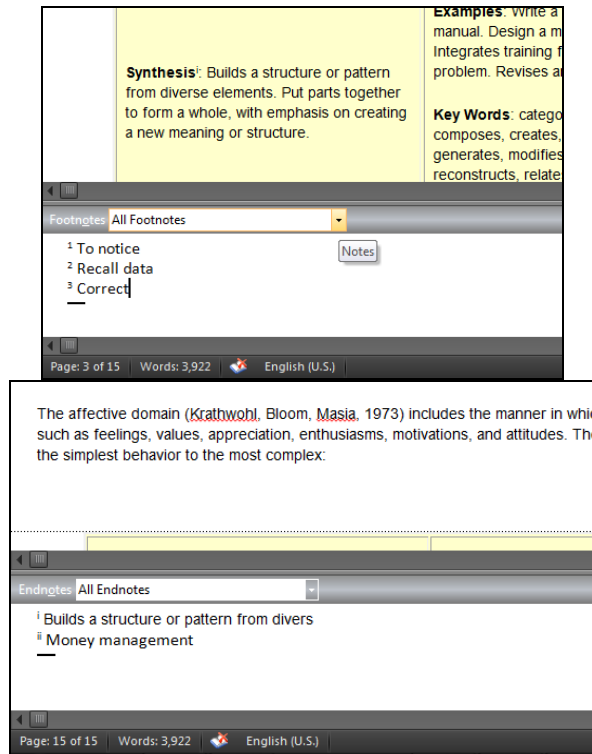 Examples: Write a
manual. Design a m
Integrates training f
problem. Revises a
Synthesisi: Builds a structure or pattern
from diverse elements. Put parts together
to form a whole, with emphasis on creating
a new meaning or structure.
Key Words: catego
composes, creates,
generates, modifies
reconstructs, relate
Footnotes All Footnotes
Notes
1 To notice
2 Recall data
3 Correct
Page: 3 of 15 Words: 3,922 English (U.S.)
The affective domain (Krathwohl, Bloom, Masia, 1973) includes the manner in whi
such as feelings, values, appreciation, enthusiasms, motivations, and attitudes. Th
the simplest behavior to the most complex:
Endnotes All Endnotes
i Builds a structure or pattern from divers
ii Money management
Page: 15 of 15 Words: 3,922 English (U.S.)